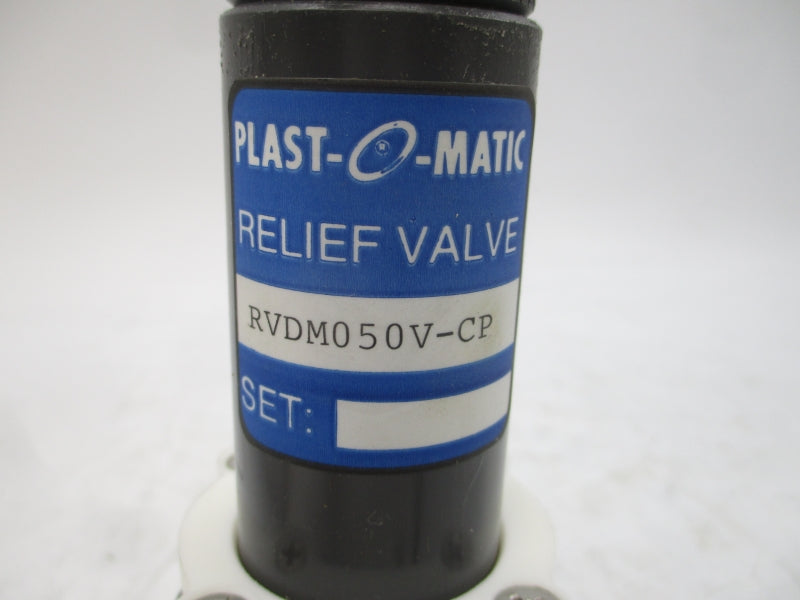 PLAST-O-MATIC
RELIEF VALVE
RVDM050V-CP
SET: